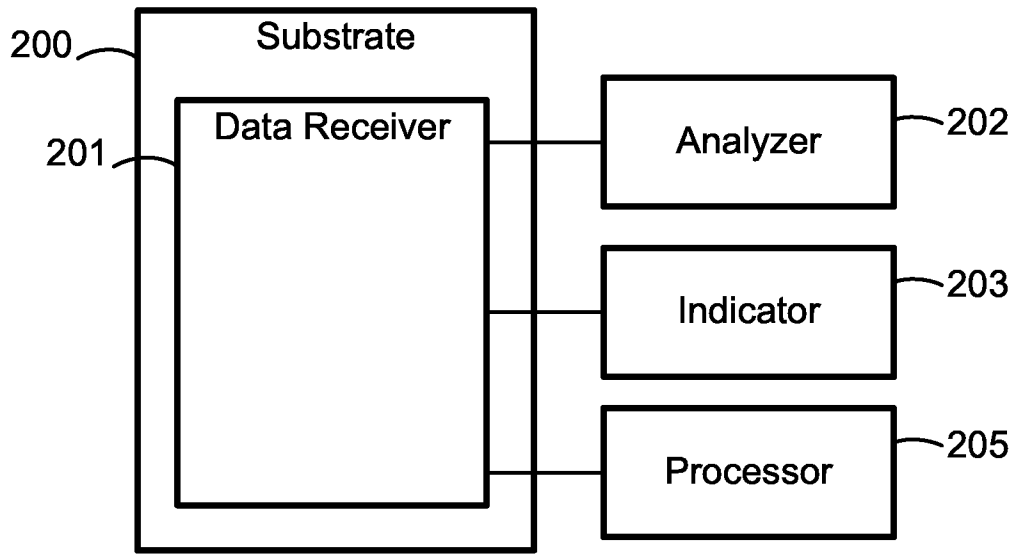 200
Substrate
201
Data Receiver
Analyzer
202
Indicator
203
Processor
205